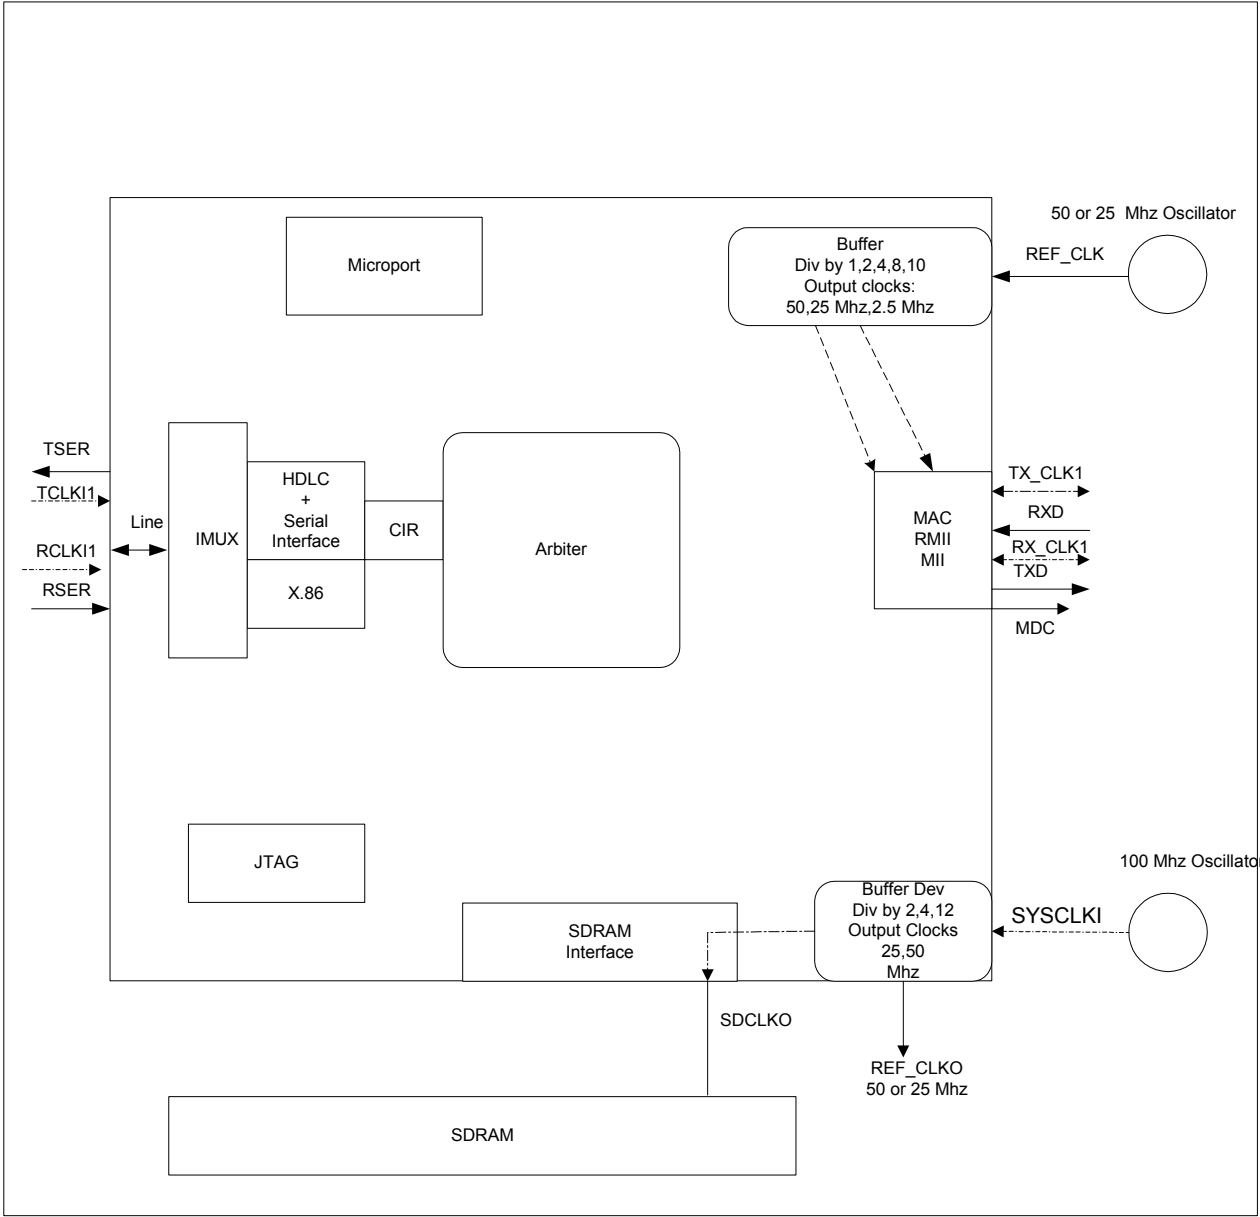 50 or 25 Mhz Oscillator
REF_CLK
Buffer
Div by 1,2,4,8,10
Output clocks:
50,25 Mhz,2.5 Mhz
Microport
TSER
TCLKI1
Line
RCLKI1
RSER
IMUX
HDLC
+
Serial
Interface
X.86
CIR
Arbiter
MAC
RMII
MII
TX_CLK1
RXD
RX_CLK1
TXD
MDC
JTAG
SDRAM
Interface
Buffer Dev
Div by 2,4,12
Output Clocks
25,50
Mhz
100 Mhz Oscillato
SYSCLKI
SDCLKO
REF_CLKO
50 or 25 Mhz
SDRAM